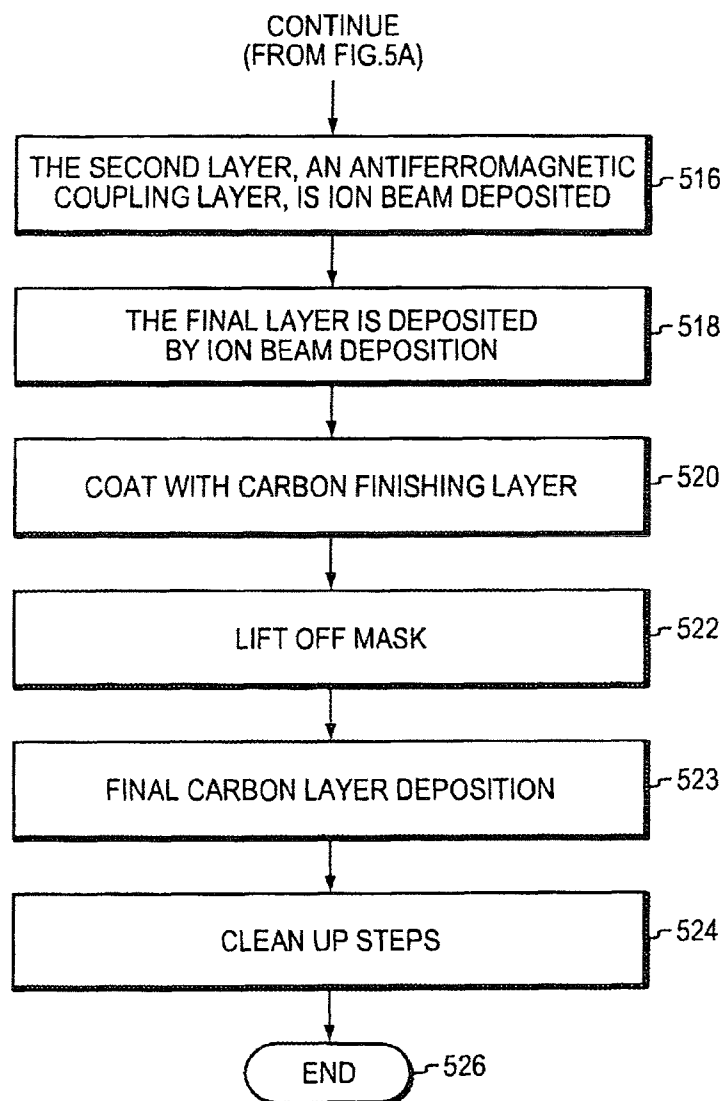 CONTINUE
(FROM FIG.5A)
THE SECOND LAYER, AN ANTIFERROMAGNETIC
COUPLING LAYER, IS ION BEAM DEPOSITED
516
THE FINAL LAYER IS DEPOSITED
BY ION BEAM DEPOSITION
518
COAT WITH CARBON FINISHING LAYER
520
LIFT OFF MASK
522
FINAL CARBON LAYER DEPOSITION
523
CLEAN UP STEPS
524
END
526